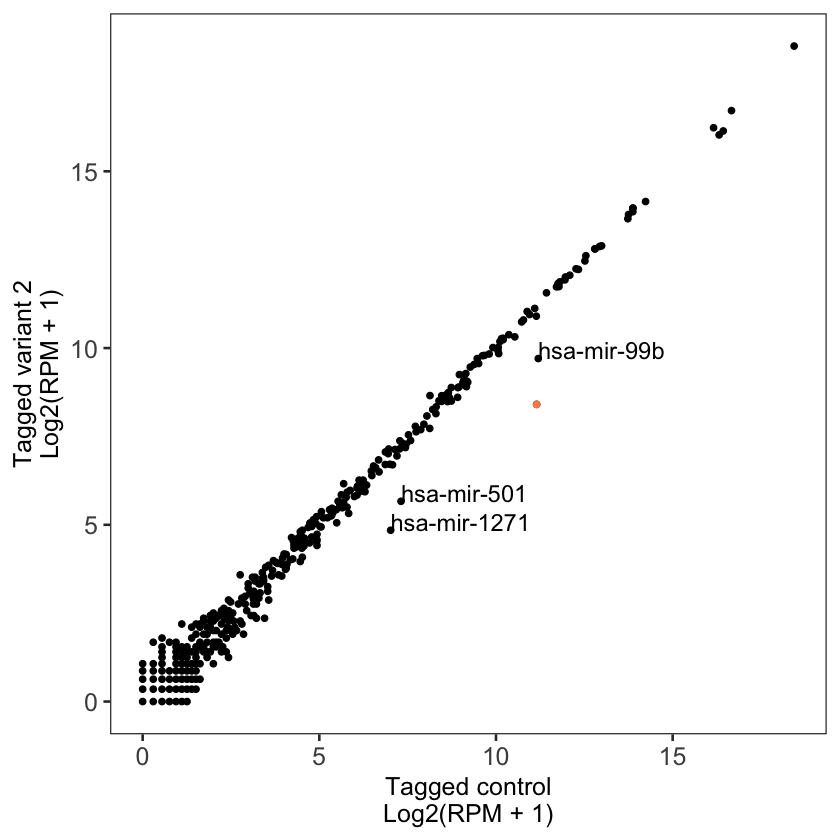 Tagged variant 2
Log2(RPM + 1)
15
10
5
0
hsa-mir-99b
hsa-mir-501
hsa-mir-1271
0 5 10 15
Tagged control
Log2(RPM + 1)